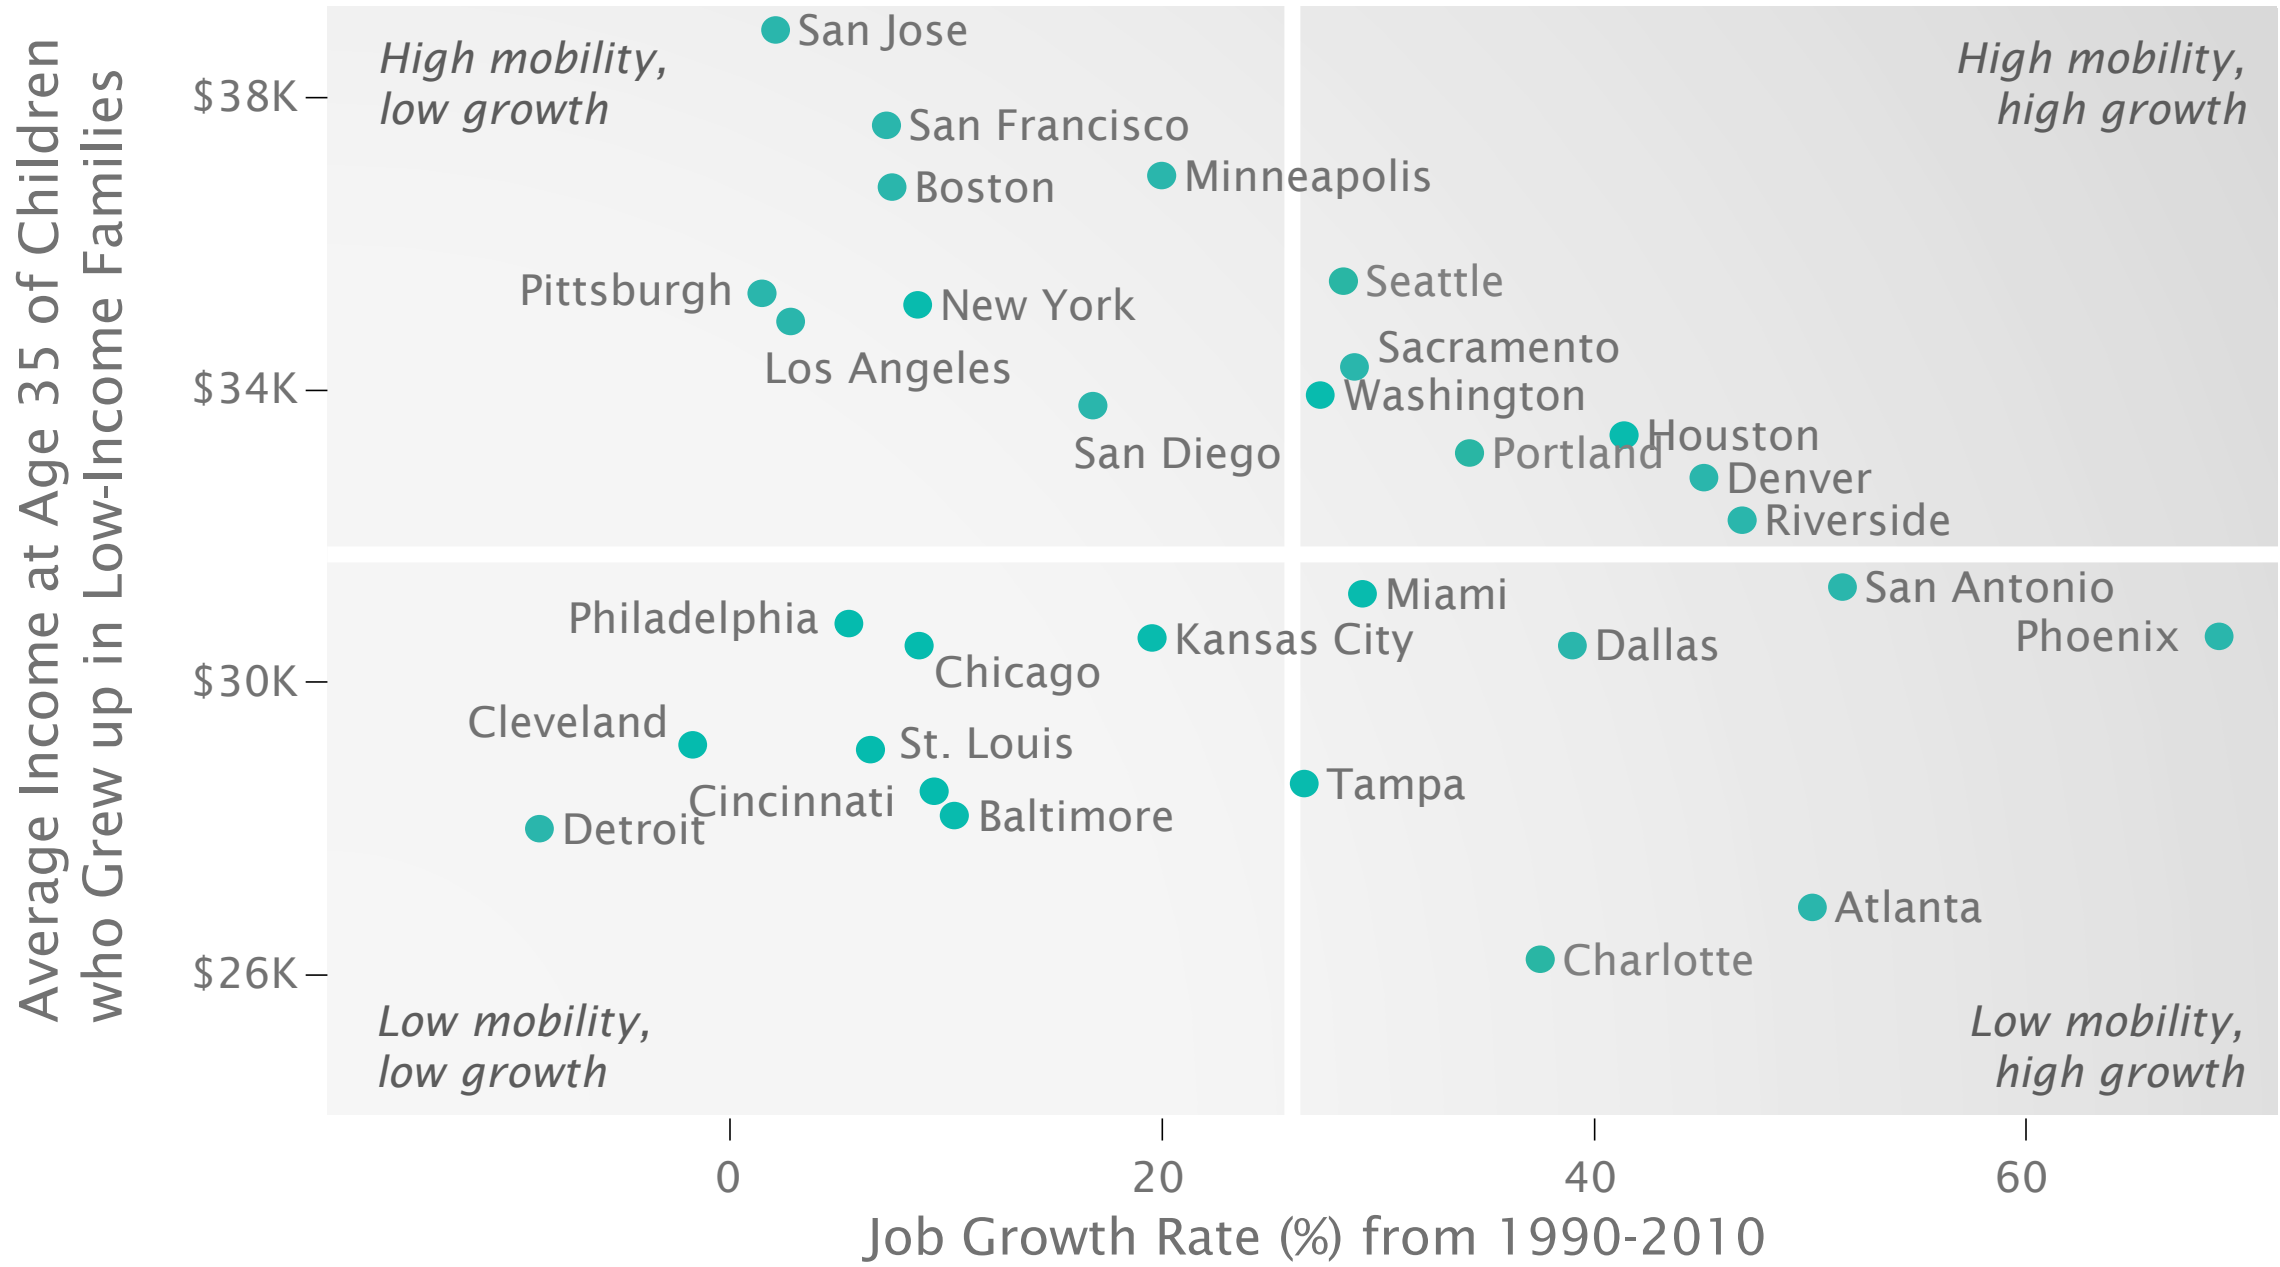 Average Income at Age 35 of Children
who Grew up in Low-Income Families
$38K
$34K
$30K
$26K
High mobility,
low growth
High mobility,
high growth
San Jose
San Francisco
Minneapolis
Boston
Pittsburgh
New York
Seattle
Los Angeles
Sacramento
Washington
San Diego
Houston
Portland
Denver
Riverside
Philadelphia
Miami
San Antonio
Kansas City
Phoenix
Chicago
Dallas
Cleveland
St. Louis
Cincinnati
Tampa
Detroit
Baltimore
Atlanta
Charlotte
Low mobility,
low growth
Low mobility,
high growth
0
20
40
60
Job Growth Rate (%) from 1990-2010